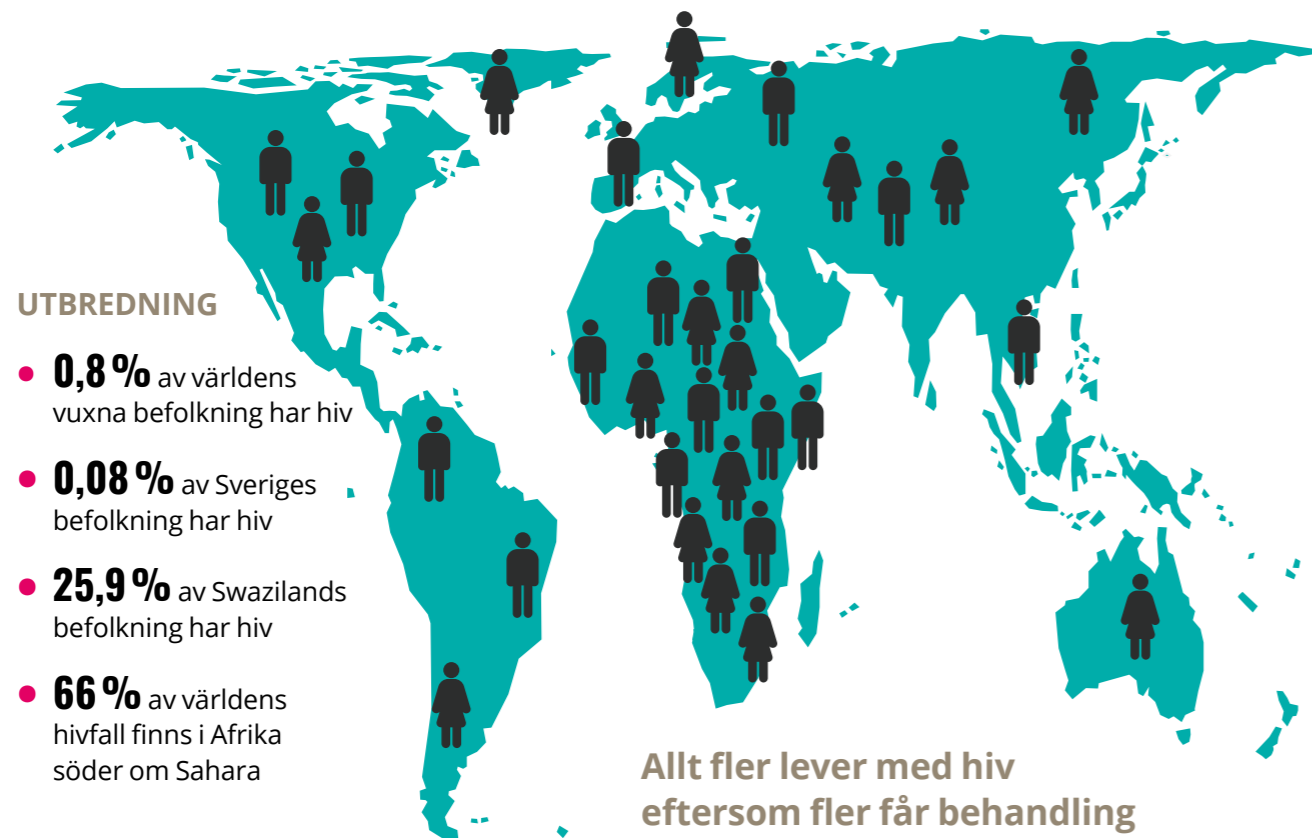 UTBREDNING
• 0,8 % av världens
vuxna befolkning har hiv
• 0,08 % av Sveriges
befolkning har hiv
• 25,9 % av Swazilands
befolkning har hiv
• 66 % av världens
hivfall finns i Afrika
söder om Sahara
Allt fler lever med hiv
eftersom fler får behandling